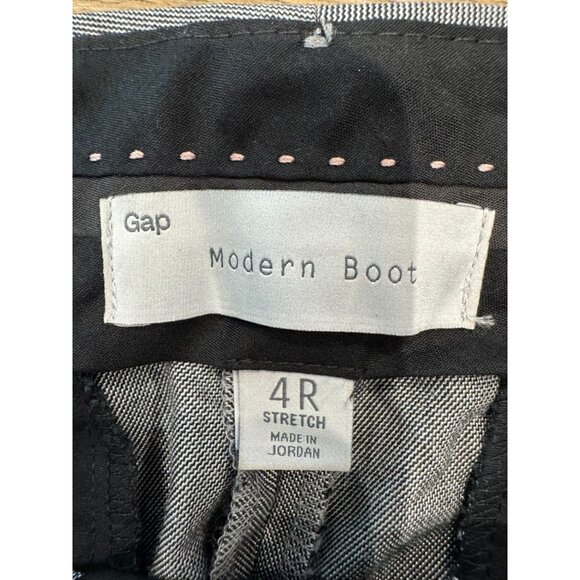 Gap
Modern Boot
4R
STRETCH
MADE IN
JORDAN